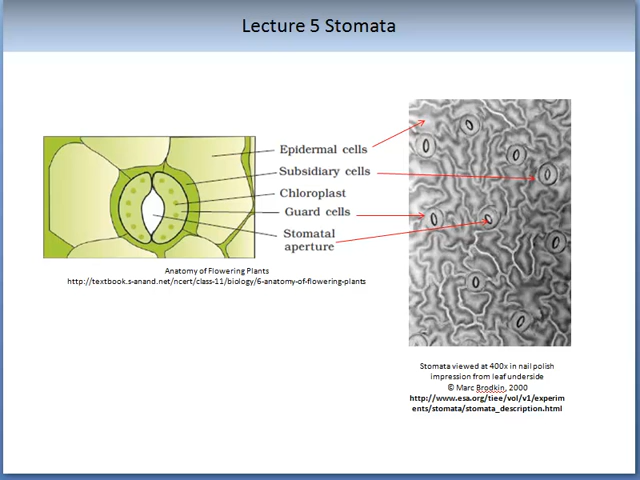 Lecture 5 Stomata
Epidermal cells
Subsidiary cells
Chloroplast
Guard cells
Stomatal
aperture
Anatomy of Flowering Plants
http://textbook.s-anand.net/ncert/class-11/biology/6-anatomy-of-flowering-plants
Stomata viewed at 400x in nail polish
impression from leaf underside
© Marc Brodkin, 2000
http://www.esa.org/tiee/vol/v1/experim
ents/stomata/stomata_description.html